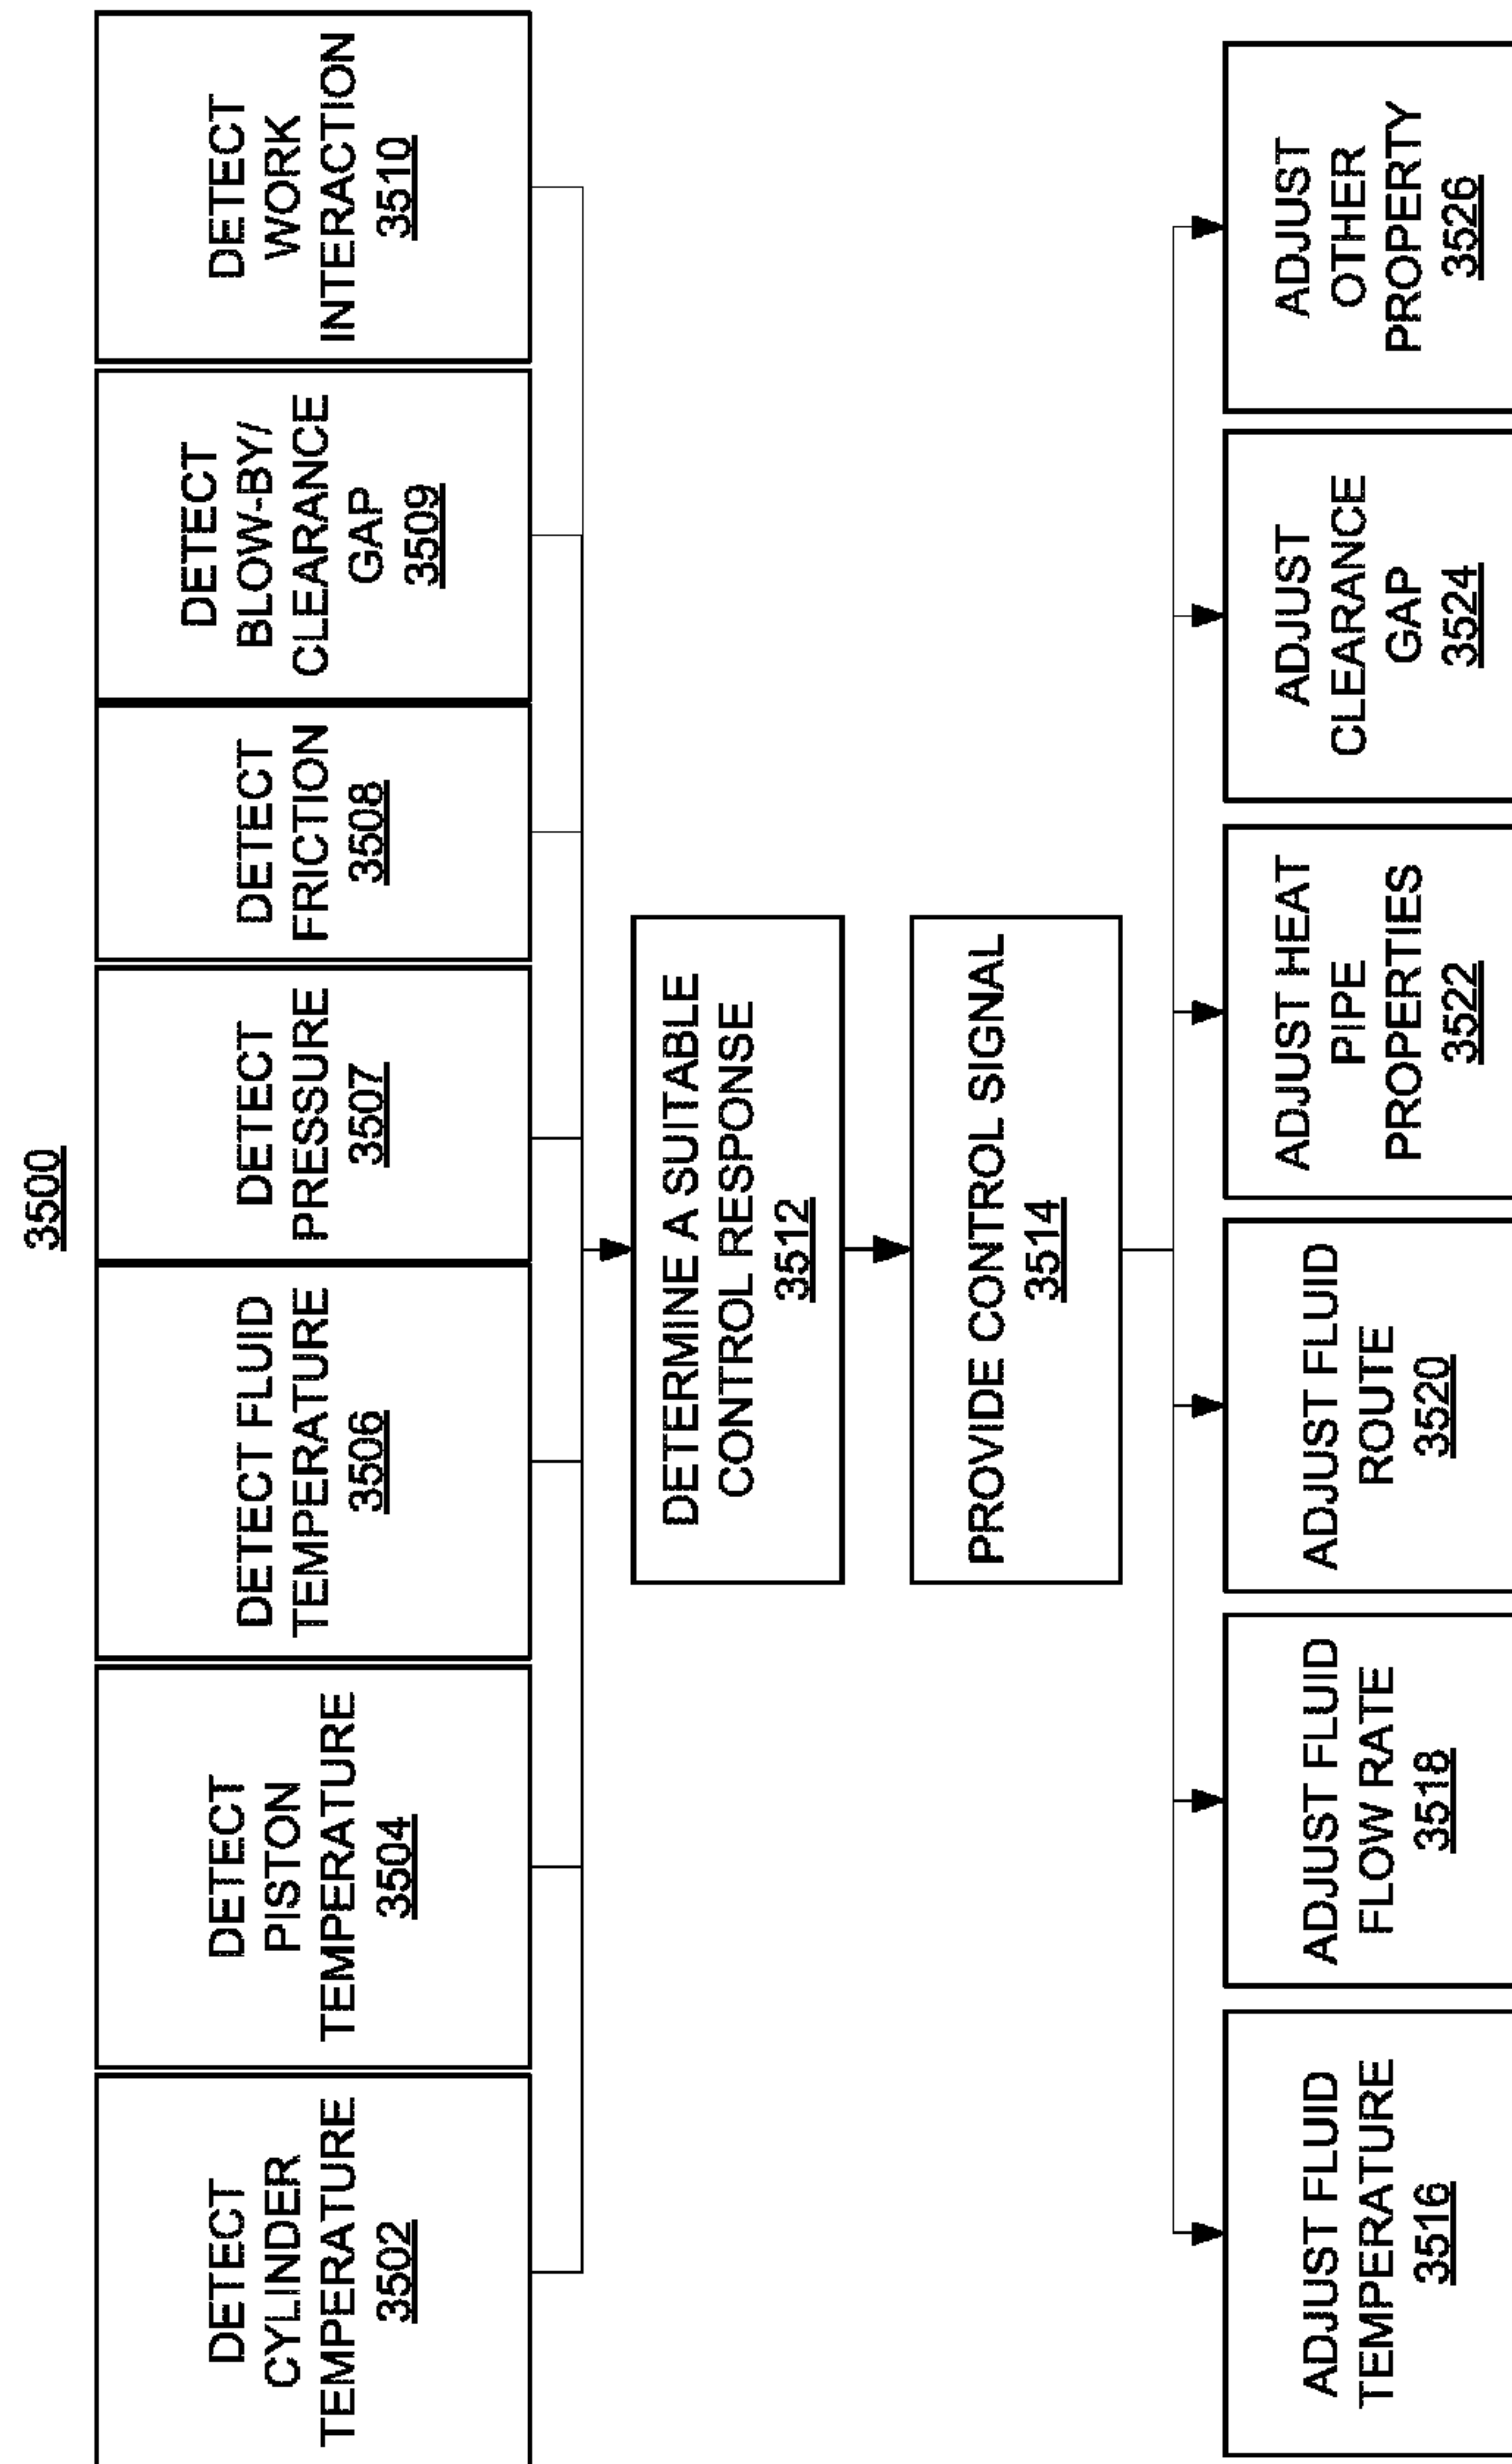 3500
DETECT
CYLINDER
TEMPERATURE
3502
DETECT
PISTON
TEMPERATURE
3504
DETECT FLUID
TEMPERATURE
3506
DETECT
PRESSURE
3507
DETECT
FRICTION
3508
DETECT
BLOW-BY/
CLEARANCE
GAP
3509
DETECT
WORK
INTERACTION
3510
DETERMINE A SUITABLE
CONTROL RESPONSE
3512
PROVIDE CONTROL SIGNAL
3514
ADJUST FLUID
TEMPERATURE
3516
ADJUST FLUID
FLOW RATE
3518
ADJUST FLUID
ROUTE
3520
ADJUST HEAT
PIPE
PROPERTIES
3522
ADJUST
CLEARANCE
GAP
3524
ADJUST
OTHER
PROPERTY
3526